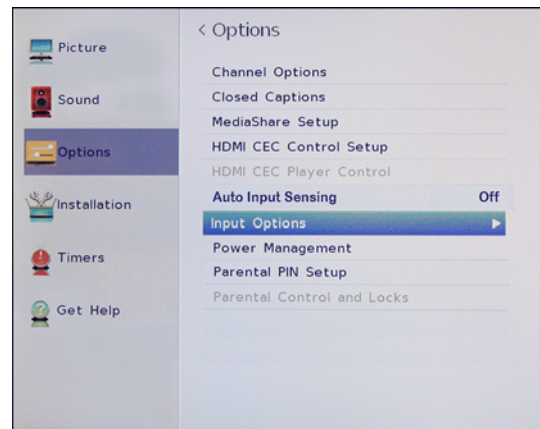 < Options
Picture
Sound
Options
Installation
Timers
Get Help
Channel Options
Closed Captions
MediaShare Setup
HDMI CEC Control Setup
HDMI CEC Player Control
Auto Input Sensing Off
Input Options
Power Management
Parental PIN Setup
Parental Control and Locks